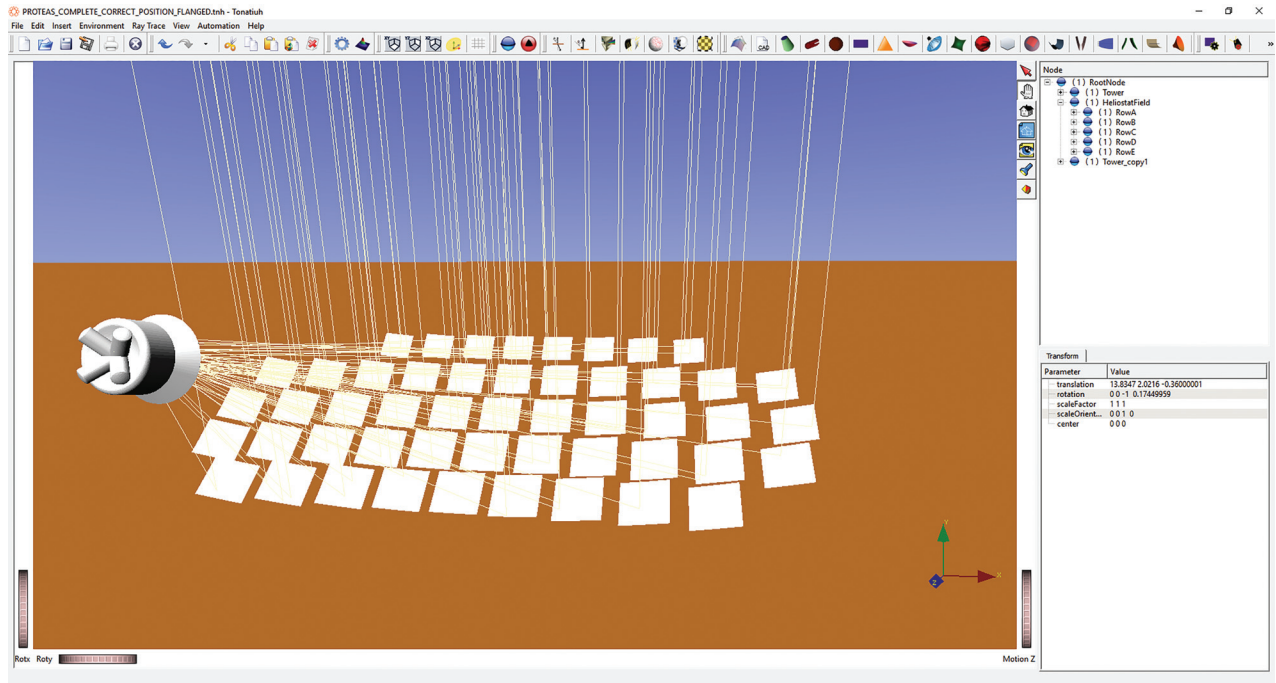 PROTEAS_COMPLETE_CORRECT_POSITION_FLANGED.tnh - Tonatiuh
File Edit Insert Environment Ray Trace View Automation Help
CAD
»
Node
(1) RootNode
(1) Tower
(1) HeliostatField
(1) RowA
(1) RowB
(1) RowC
(1) RowD
(1) RowE
(1) Tower_copy1
Transform
Parameter Value
translation 13.8347 2.0216 -0.36000001
rotation 0 0 -1 0.17449959
scaleFactor 1 1 1
scaleOrient... 0 0 1 0
center 0 0 0
Y
X
Z
Rotx Roty
Motion Z